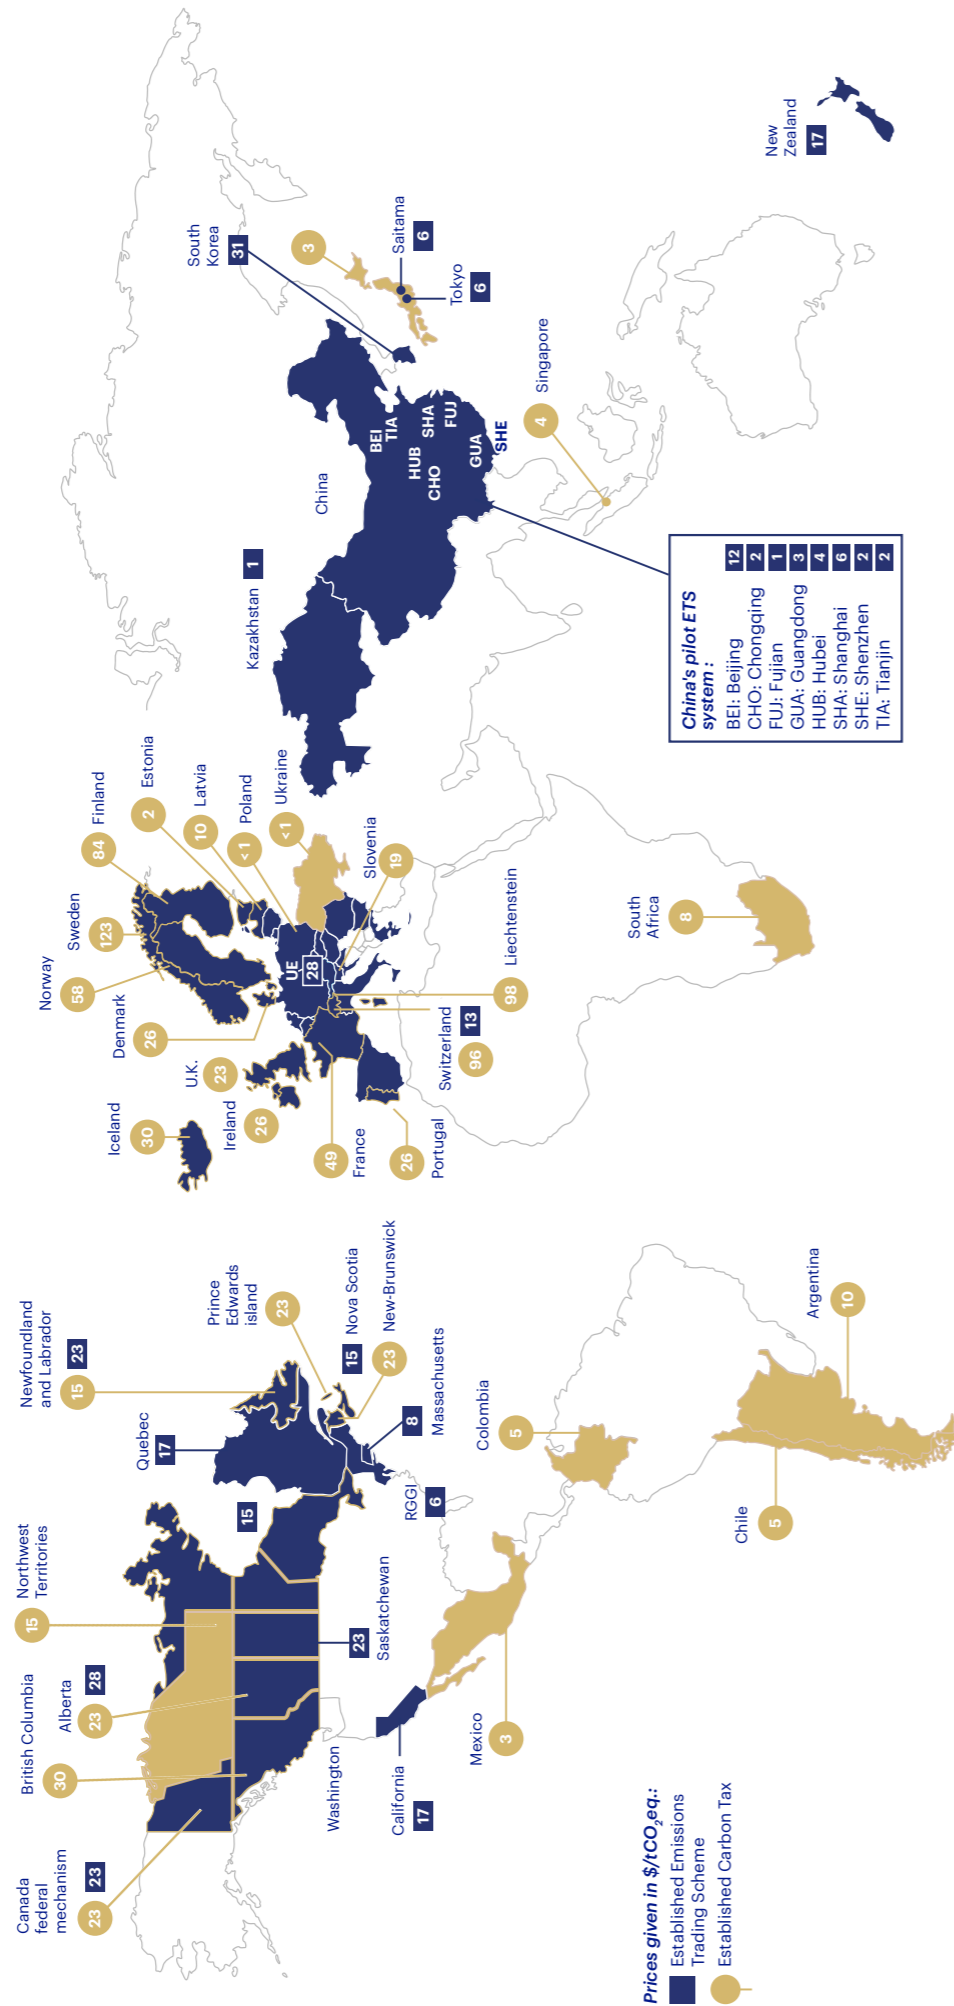 Canada
federal
mechanism
23
23
British Columbia
30
Alberta
23
28
Northwest
Territories
15
Newfoundland
and Labrador
15
23
Quebec
17
15
Prince
Edwards
island
23
Nova Scotia
15
New-Brunswick
23
Massachusetts
8
RGGI
6
Saskatchewan
23
Washington
California
17
Mexico
3
Colombia
5
Chile
5
Argentina
10
Iceland
30
Ireland
26
U.K.
23
Denmark
26
Norway
58
Sweden
123
Finland
84
Estonia
2
Latvia
10
Poland
<1
Ukraine
<1
Slovenia
19
UE
28
Liechtenstein
98
Switzerland
96
13
France
49
Portugal
26
South
Africa
8
Kazakhstan
1
China
BEI
TIA
HUB
CHO
SHA
FUJ
GUA
SHE
South
Korea
31
3
Saitama
6
Tokyo
6
Singapore
4
New
Zealand
17
China's pilot ETS
system :
BEI: Beijing 12
CHO: Chongqing 2
FUJ: Fujian 1
GUA: Guangdong 3
HUB: Hubei 4
SHA: Shanghai 6
SHE: Shenzhen 2
TIA: Tianjin 2
Prices given in $/tCO₂eq.:
Established Emissions
Trading Scheme
Established Carbon Tax